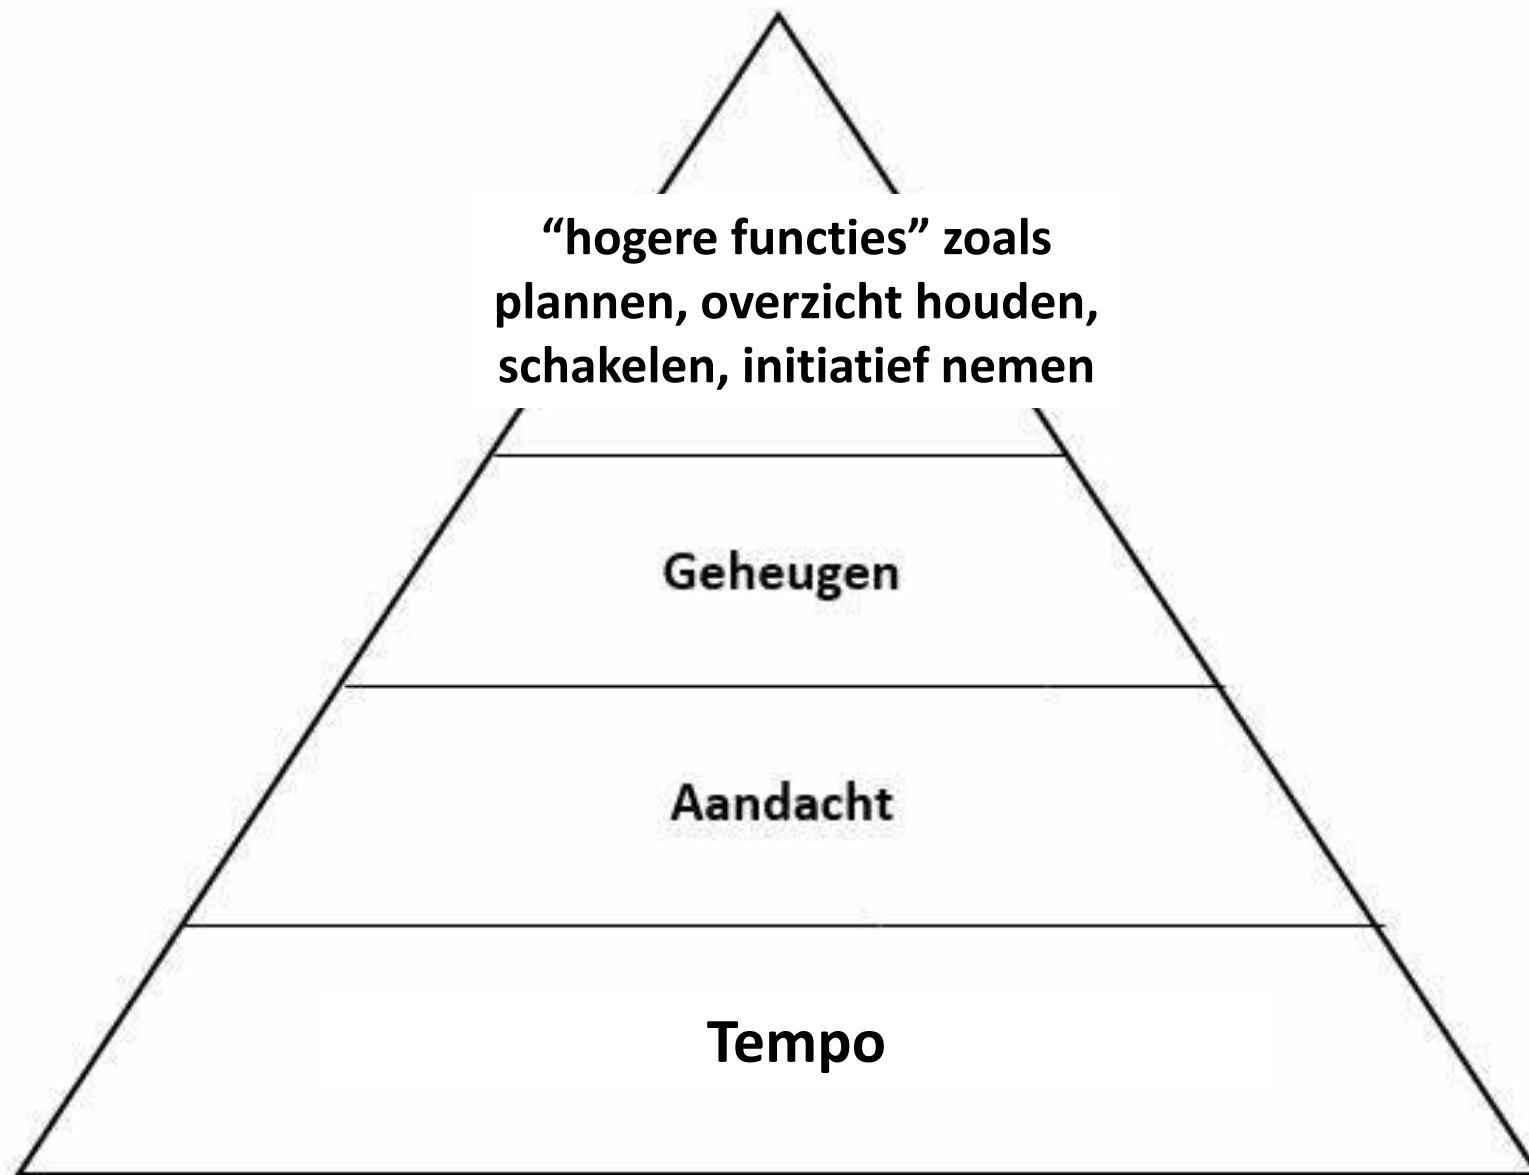 “hogere functies” zoals
plannen, overzicht houden,
schakelen, initiatief nemen
Geheugen
Aandacht
Tempo